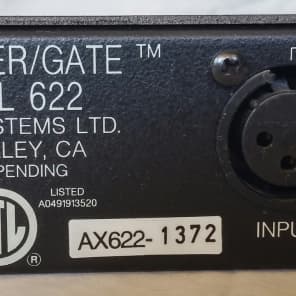 ER/GATE ™
L 622
STEMS LTD.
LEY, CA
PENDING
LISTED
A0491913520
TL
®
AX622-1372
INPU